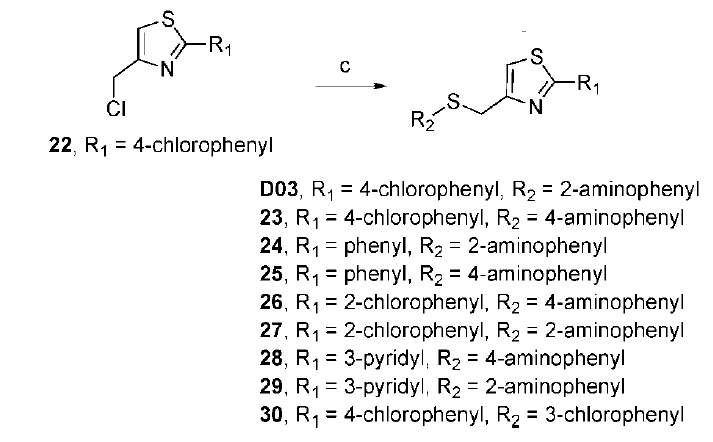 S
R1
N
Cl
c
S
R1
N
S
R2
22, R1 = 4-chlorophenyl
D03, R1 = 4-chlorophenyl, R2 = 2-aminophenyl
23, R1 = 4-chlorophenyl, R2 = 4-aminophenyl
24, R1 = phenyl, R2 = 2-aminophenyl
25, R1 = phenyl, R2 = 4-aminophenyl
26, R1 = 2-chlorophenyl, R2 = 4-aminophenyl
27, R1 = 2-chlorophenyl, R2 = 2-aminophenyl
28, R1 = 3-pyridyl, R2 = 4-aminophenyl
29, R1 = 3-pyridyl, R2 = 2-aminophenyl
30, R1 = 4-chlorophenyl, R2 = 3-chlorophenyl